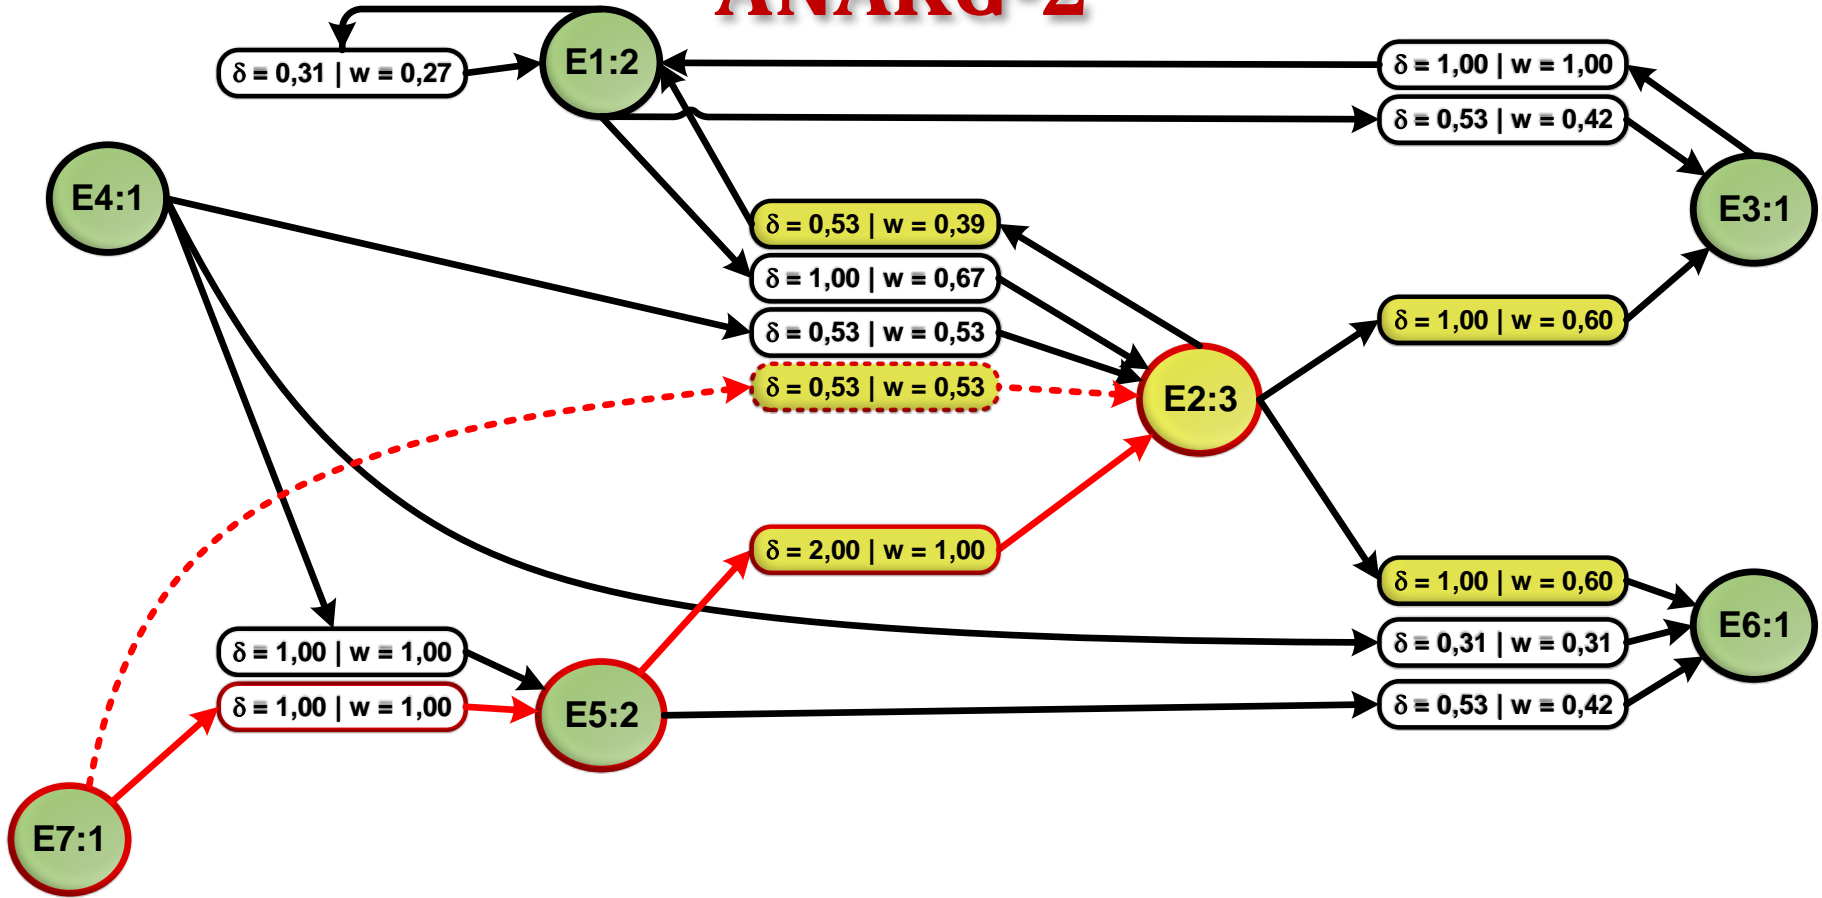 ANAKG-2
E1:2
δ = 0,31 | w = 0,27
δ = 1,00 | w = 1,00
δ = 0,53 | w = 0,42
E4:1
E3:1
δ = 0,53 | w = 0,39
δ = 1,00 | w = 0,67
δ = 0,53 | w = 0,53
δ = 0,53 | w = 0,53
δ = 1,00 | w = 0,60
E2:3
δ = 2,00 | w = 1,00
δ = 1,00 | w = 0,60
δ = 0,31 | w = 0,31
δ = 0,53 | w = 0,42
E6:1
δ = 1,00 | w = 1,00
δ = 1,00 | w = 1,00
E5:2
E7:1